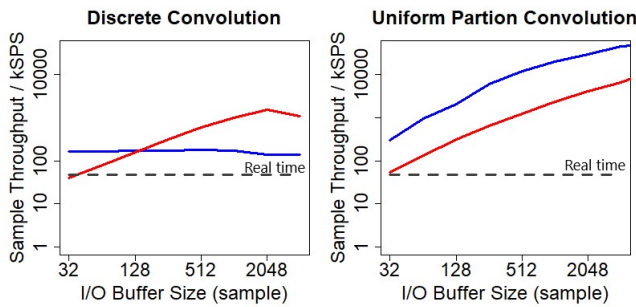 Discrete Convolution
Sample Throughput / kSPS
10000
100
10
1
Real time
32
128
512
2048
I/O Buffer Size (sample)
Uniform Partion Convolution
Sample Throughput / kSPS
10000
100
10
1
Real time
32
128
512
2048
I/O Buffer Size (sample)